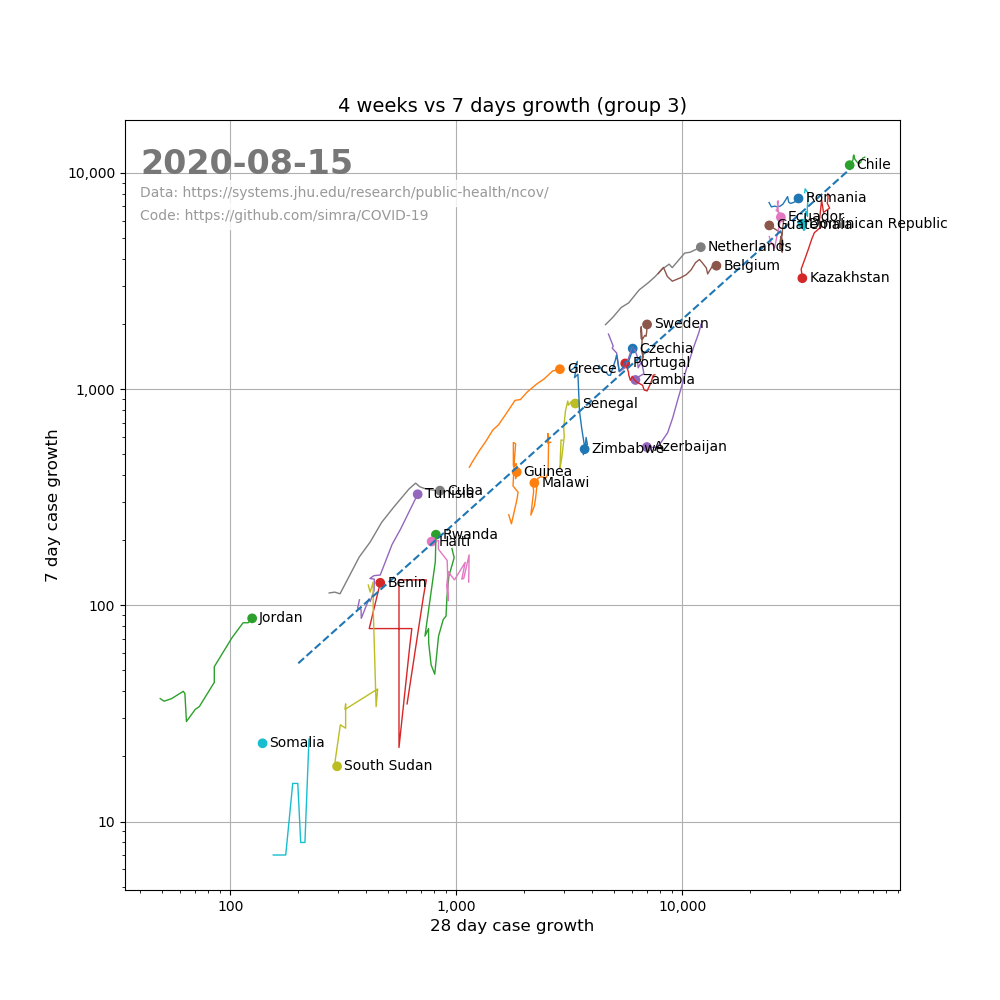 4 weeks vs 7 days growth (group 3)
2020-08-15
Data: https://systems.jhu.edu/research/public-health/ncov/
Code: https://github.com/simra/COVID-19
10,000
1,000
100
10
7 day case growth
Chile
Romania
Ecuador
Guatemala
Dominican Republic
Netherlands
Belgium
Kazakhstan
Sweden
Czechia
Portugal
Greece
Zambia
Senegal
Zimbabwe
Azerbaijan
Guinea
Malawi
Cuba
Tunisia
Rwanda
Haiti
Benin
Jordan
Somalia
South Sudan
100
1,000
10,000
28 day case growth